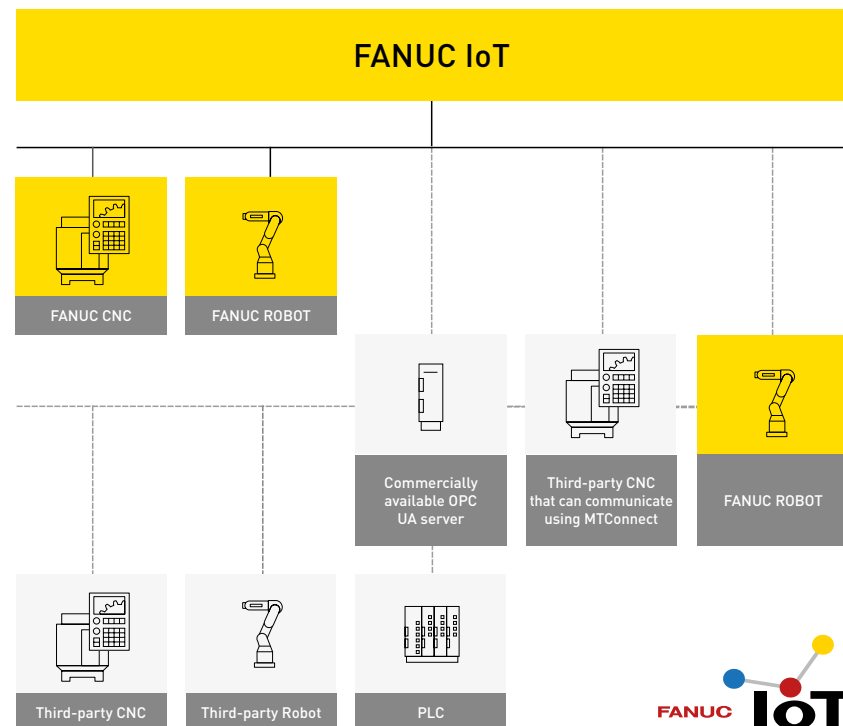 FANUC IoT
FANUC CNC
FANUC ROBOT
Commercially
available OPC
UA server
Third-party CNC
that can communicate
using MTConnect
FANUC ROBOT
Third-party CNC
Third-party Robot
PLC
FANUC IoT